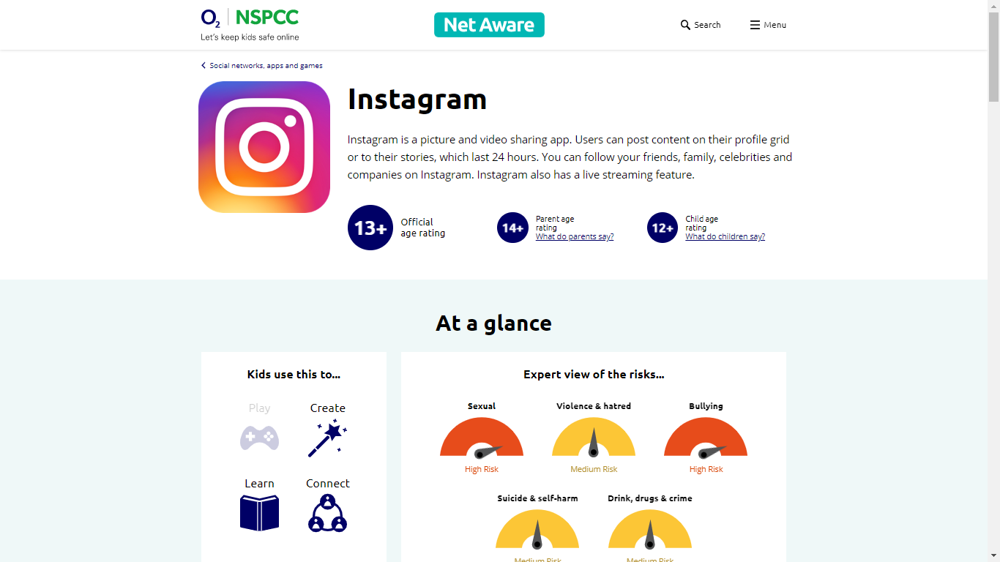 O2 | NSPCC
Let's keep kids safe online
Net Aware
Search
Menu
Social networks, apps and games
Instagram
Instagram is a picture and video sharing app. Users can post content on their profile grid
or to their stories, which last 24 hours. You can follow your friends, family, celebrities and
companies on Instagram. Instagram also has a live streaming feature.
13+
Official
age rating
14+
Parent age
rating
What do parents say?
12+
Child age
rating
What do children say?
At a glance
Kids use this to...
Play
Create
Learn
Connect
Expert view of the risks...
Sexual
Violence & hatred
Bullying
High Risk
Medium Risk
High Risk
Suicide & self-harm
Drink, drugs & crime
Medium Risk
Medium Risk